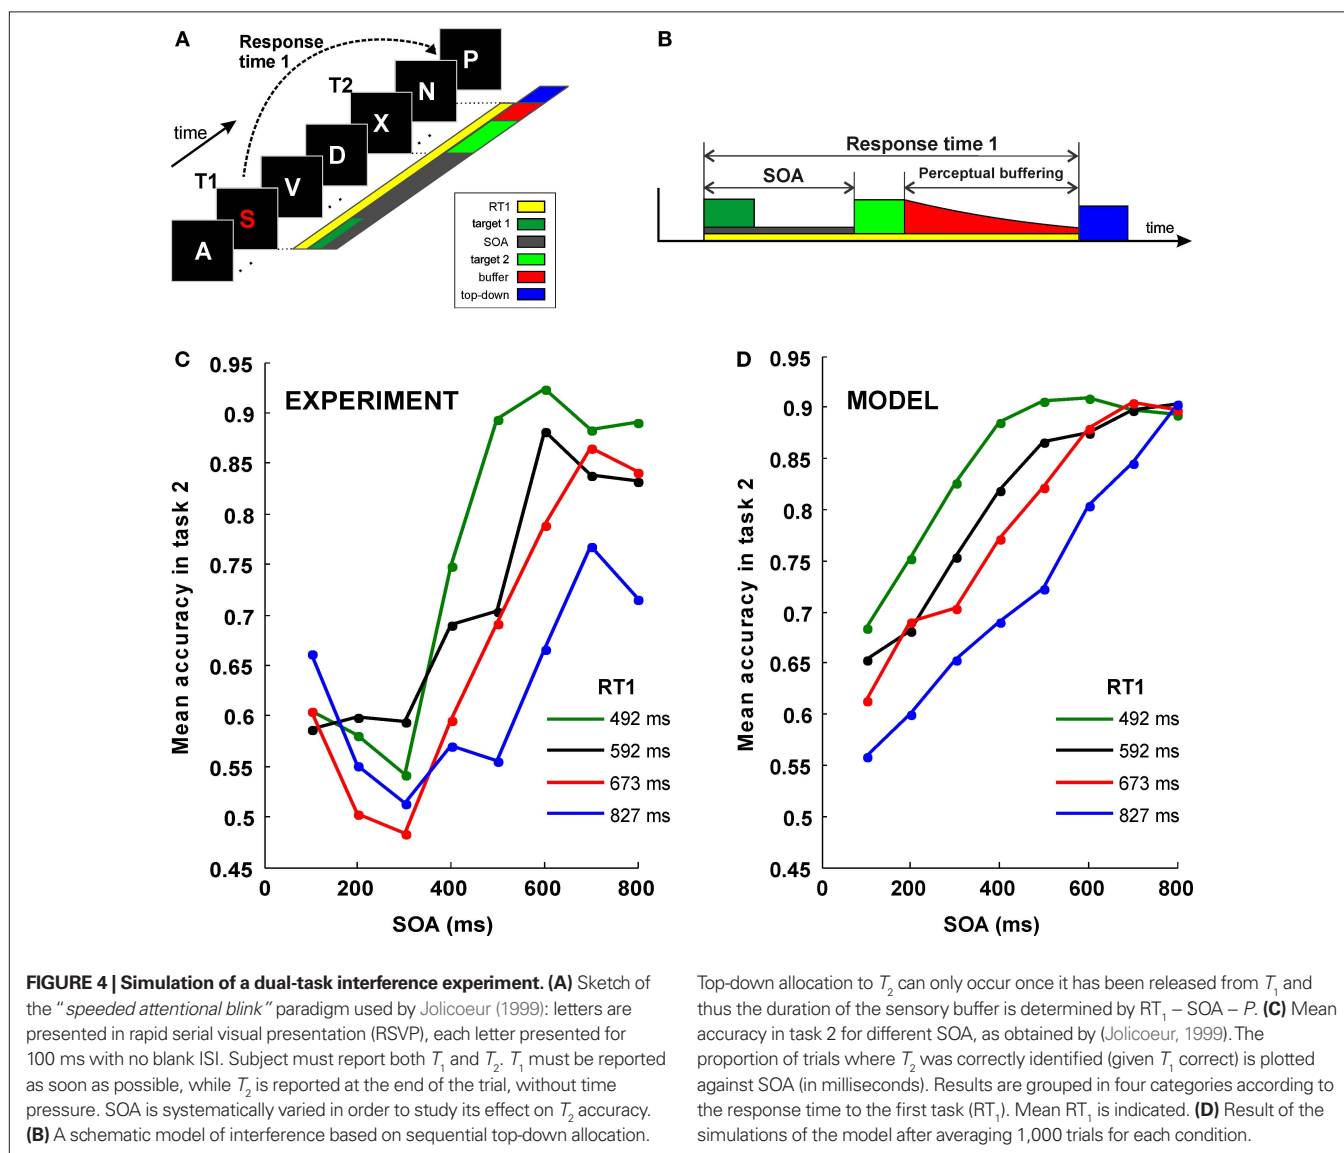 A
Response
time 1
P
N
T2
X
time
D
V
T1
S
A
RT1
target 1
SOA
target 2
buffer
top-down
B
Response time 1
SOA
Perceptual buffering
time
C
EXPERIMENT
Mean accuracy in task 2
0.95
0.9
0.85
0.8
0.75
0.7
0.65
0.6
0.55
0.5
0.45
0
200
400
600
800
SOA (ms)
RT1
492 ms
592 ms
673 ms
827 ms
D
MODEL
Mean accuracy in task 2
0.95
0.9
0.85
0.8
0.75
0.7
0.65
0.6
0.55
0.5
0.45
0
200
400
600
800
SOA (ms)
RT1
492 ms
592 ms
673 ms
827 ms
FIGURE 4 | Simulation of a dual-task interference experiment. (A) Sketch of
the “speeded attentional blink” paradigm used by Jolicoeur (1999): letters are
presented in rapid serial visual presentation (RSVP), each letter presented for
100 ms with no blank ISI. Subject must report both T1 and T2. T1 must be reported
as soon as possible, while T2 is reported at the end of the trial, without time
pressure. SOA is systematically varied in order to study its effect on T2 accuracy.
(B) A schematic model of interference based on sequential top-down allocation.
Top-down allocation to T2 can only occur once it has been released from T1 and
thus the duration of the sensory buffer is determined by RT1 – SOA – P. (C) Mean
accuracy in task 2 for different SOA, as obtained by (Jolicoeur, 1999). The
proportion of trials where T2 was correctly identified (given T1 correct) is plotted
against SOA (in milliseconds). Results are grouped in four categories according to
the response time to the first task (RT1). Mean RT1 is indicated. (D) Result of the
simulations of the model after averaging 1,000 trials for each condition.